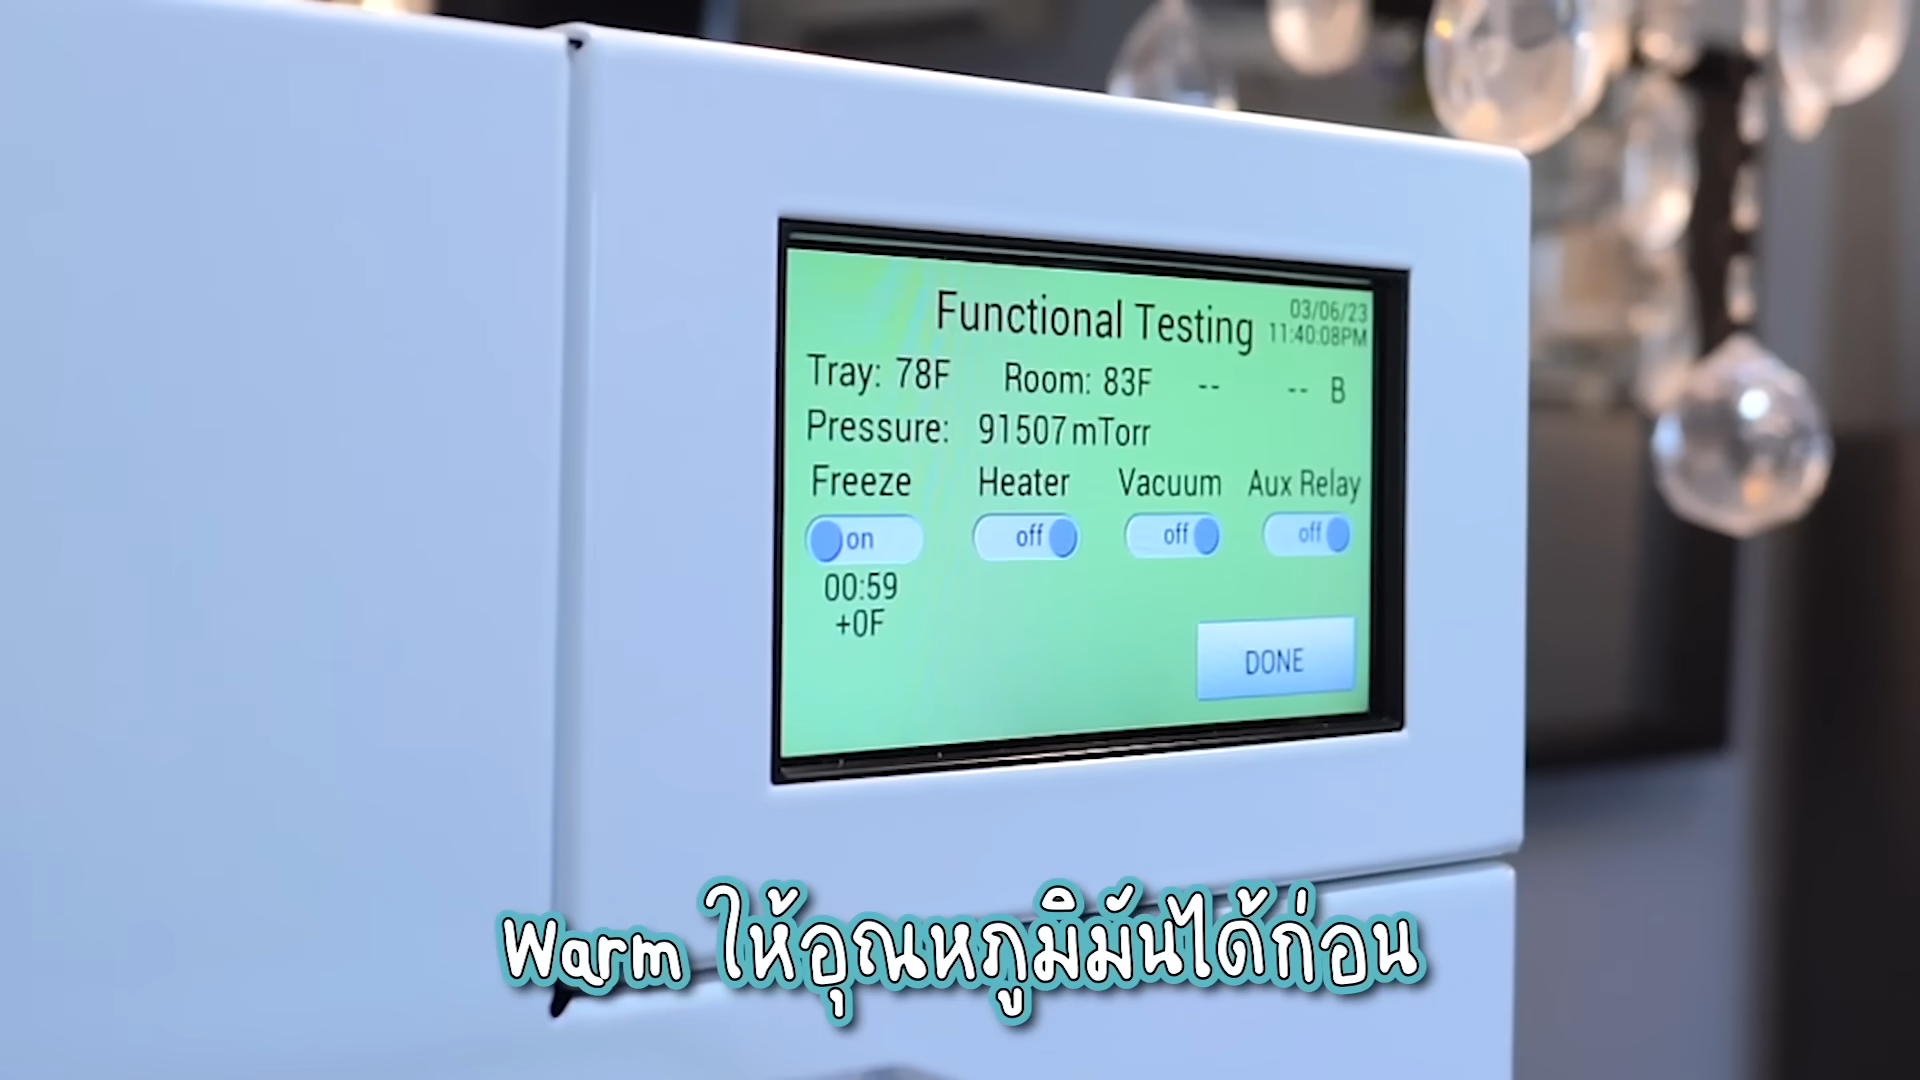 Functional Testing
03/06/23
11:40:08PM
Tray: 78F Room: 83F -- -- B
Pressure: 91507 mTorr
Freeze Heater Vacuum Aux Relay
on off off off
00:59
+0F
DONE
Warm ให้อุณหภูมิมันได้ก่อน